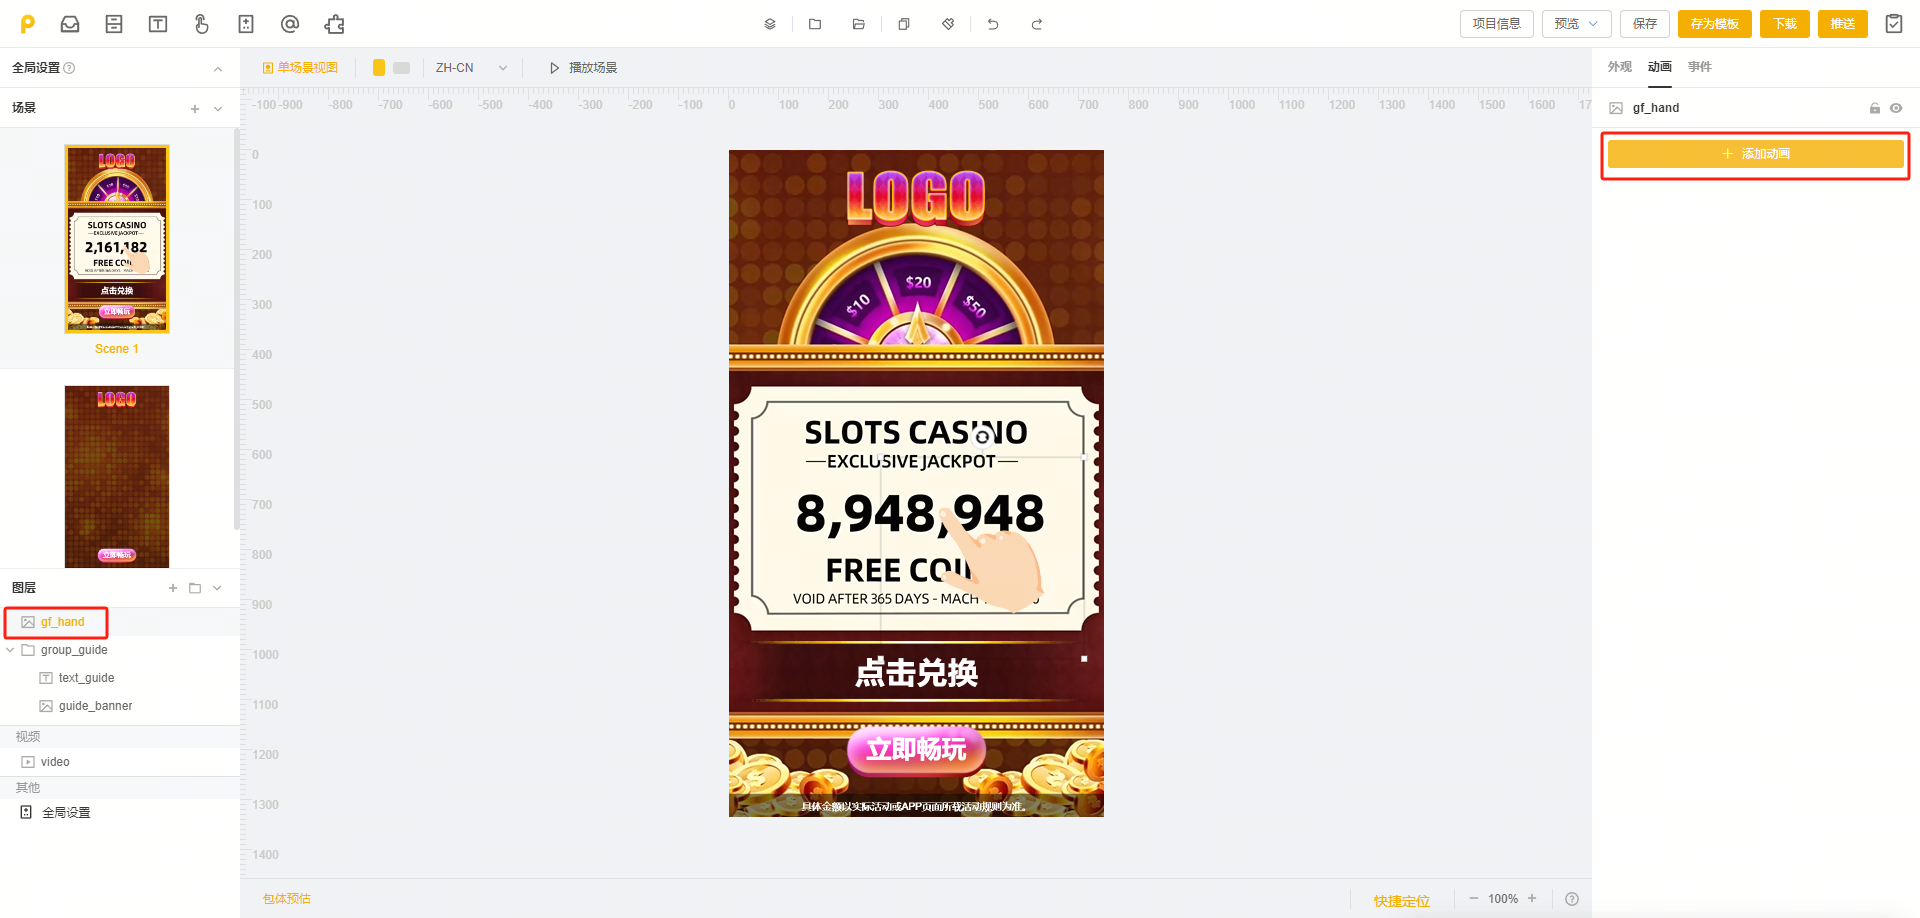 项目信息
预览
保存
存为模板
下载
推送
全局设置
单场景视图
ZH-CN
播放场景
外观 动画 事件
场景
-100 -900 -800 -700 -600 -500 -400 -300 -200 -100 0 100 200 300 400 500 600 700 800 900 1000 1100 1200 1300 1400 1500 1600 17
gf_hand
添加动画
LOGO
SLOTS CASINO
EXCLUSIVE JACKPOT
2,161,182
FREE COI
点击兑换
立即畅玩
Scene 1
LOGO
立即畅玩
图层
gf_hand
group_guide
text_guide
guide_banner
视频
video
其他
全局设置
0
100
200
300
400
500
600
700
800
900
1000
1100
1200
1300
1400
LOGO
$10
$20
$50
SLOTS CASINO
EXCLUSIVE JACKPOT
8,948,948
FREE COI
VOID AFTER 365 DAYS - MACH
点击兑换
立即畅玩
具体金额以实际活动或APP页面所载活动规则为准。
包体预估
快捷定位
100%